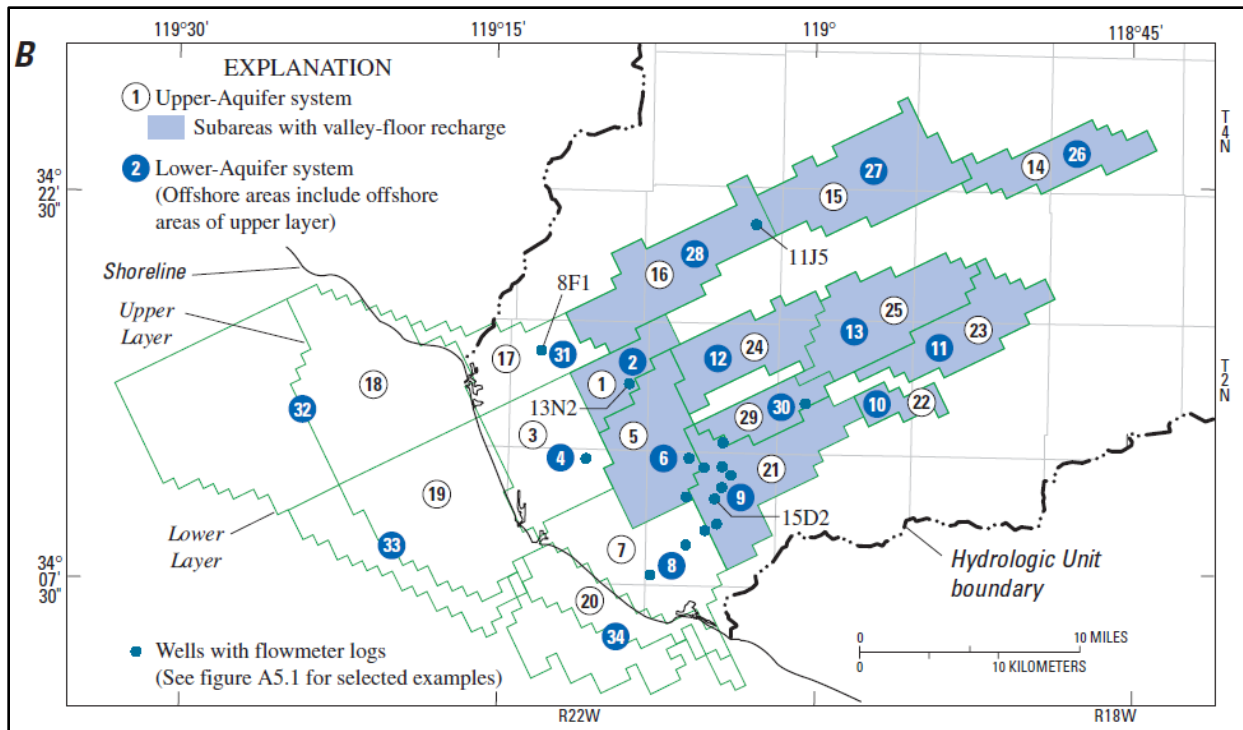 119°30'
119°15'
119°
118°45'
B
EXPLANATION
1 Upper-Aquifer system
Subareas with valley-floor recharge
2 Lower-Aquifer system
(Offshore areas include offshore
areas of upper layer)
34°
22'
30"
T
4
N
26
14
27
15
28
16
11J5
Shoreline
Upper
Layer
8F1
17
31
2
1
13N2
25
13
24
12
23
11
T
2
N
18
32
3
4
5
6
29
30
10
22
21
9
15D2
19
33
Lower
Layer
7
8
20
34
Hydrologic Unit
boundary
34°
07'
30"
Wells with flowmeter logs
(See figure A5.1 for selected examples)
0 10 MILES
0 10 KILOMETERS
R22W
R18W